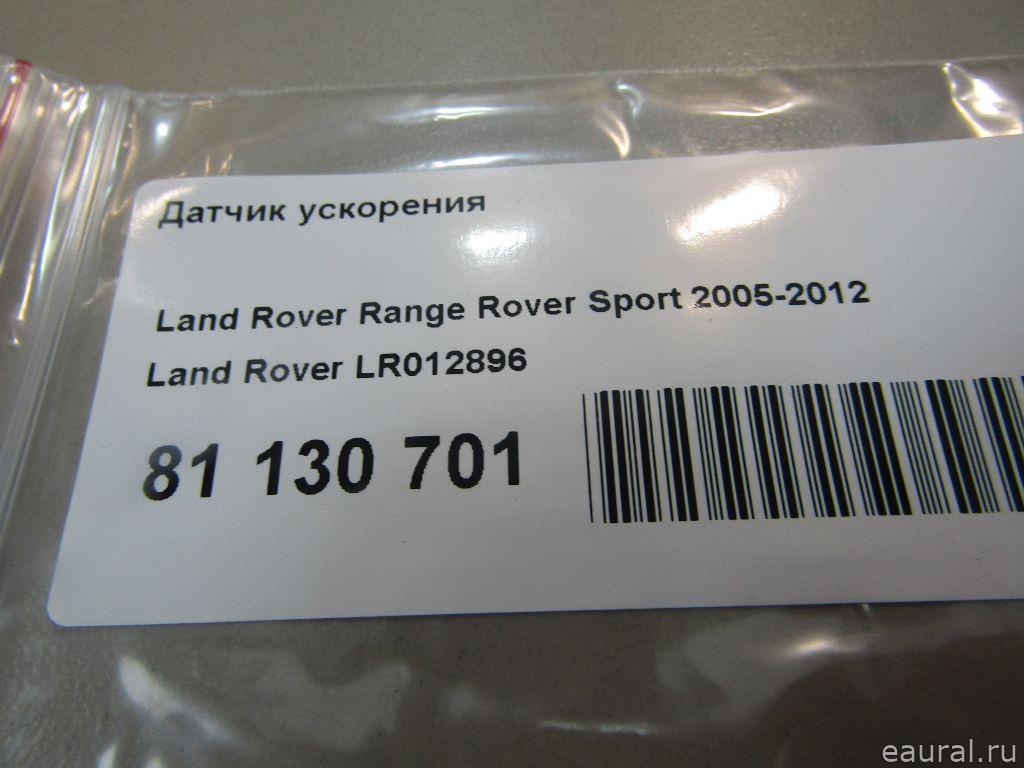 Датчик ускорения
Land Rover Range Rover Sport 2005-2012
Land Rover LR012896
81 130 701
eaural.ru